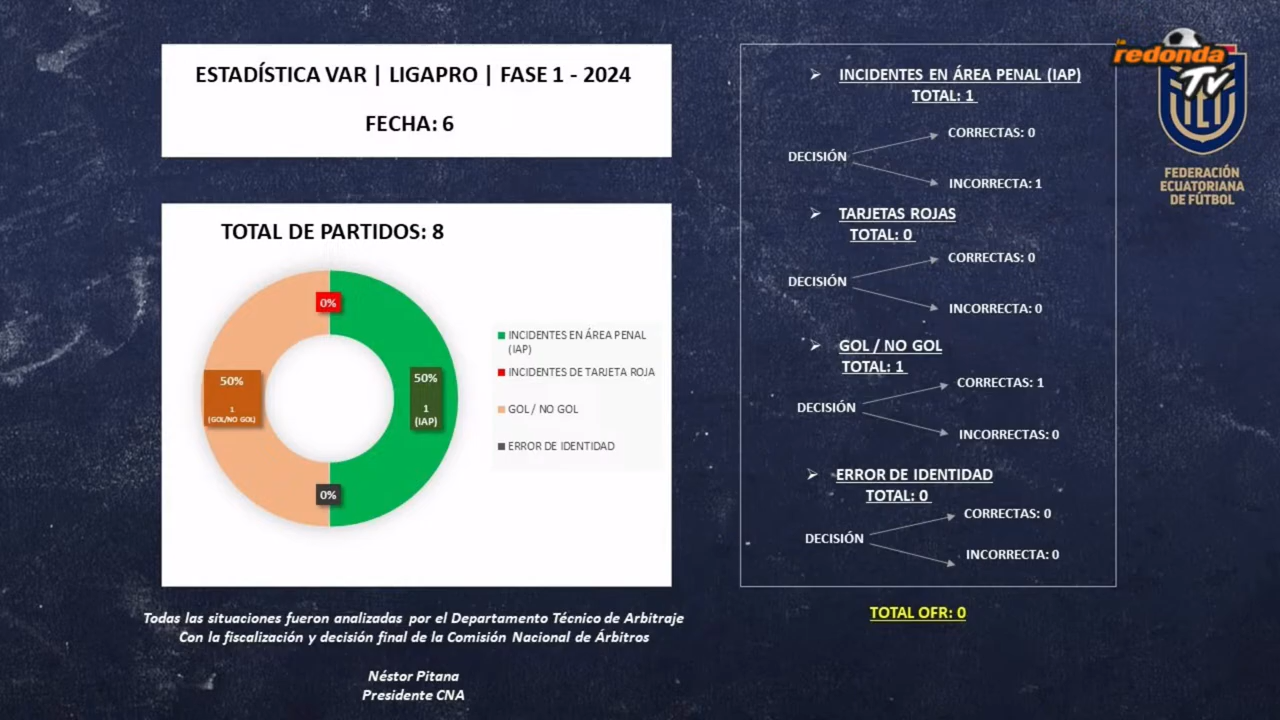 ESTADÍSTICA VAR | LIGAPRO | FASE 1 - 2024
FECHA: 6
TOTAL DE PARTIDOS: 8
0%
50%
1
(GOL/NO GOL)
50%
1
(IAP)
0%
INCIDENTES EN ÁREA PENAL
(IAP)
INCIDENTES DE TARJETA ROJA
GOL / NO GOL
ERROR DE IDENTIDAD
Todas las situaciones fueron analizadas por el Departamento Técnico de Arbitraje
Con la fiscalización y decisión final de la Comisión Nacional de Árbitros
Néstor Pitana
Presidente CNA
INCIDENTES EN ÁREA PENAL (IAP)
TOTAL: 1
DECISIÓN
CORRECTAS: 0
INCORRECTA: 1
TARJETAS ROJAS
TOTAL: 0
DECISIÓN
CORRECTAS: 0
INCORRECTA: 0
GOL / NO GOL
TOTAL: 1
DECISIÓN
CORRECTAS: 1
INCORRECTAS: 0
ERROR DE IDENTIDAD
TOTAL: 0
DECISIÓN
CORRECTAS: 0
INCORRECTA: 0
TOTAL OFR: 0
la
redonda
TV
FEDERACIÓN
ECUATORIANA
DE FÚTBOL